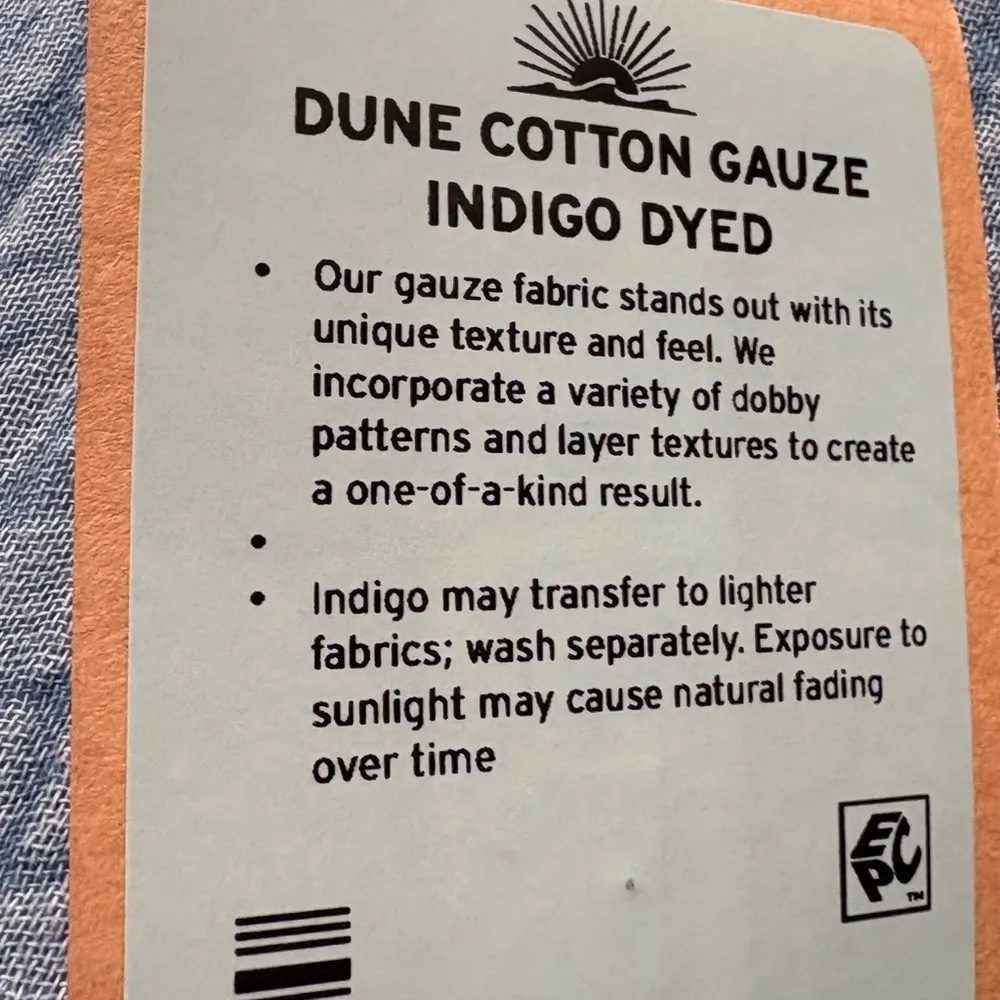 DUNE COTTON GAUZE
INDIGO DYED
• Our gauze fabric stands out with its
unique texture and feel. We
incorporate a variety of dobby
patterns and layer textures to create
a one-of-a-kind result.
•
• Indigo may transfer to lighter
fabrics; wash separately. Exposure to
sunlight may cause natural fading
over time
ECP™